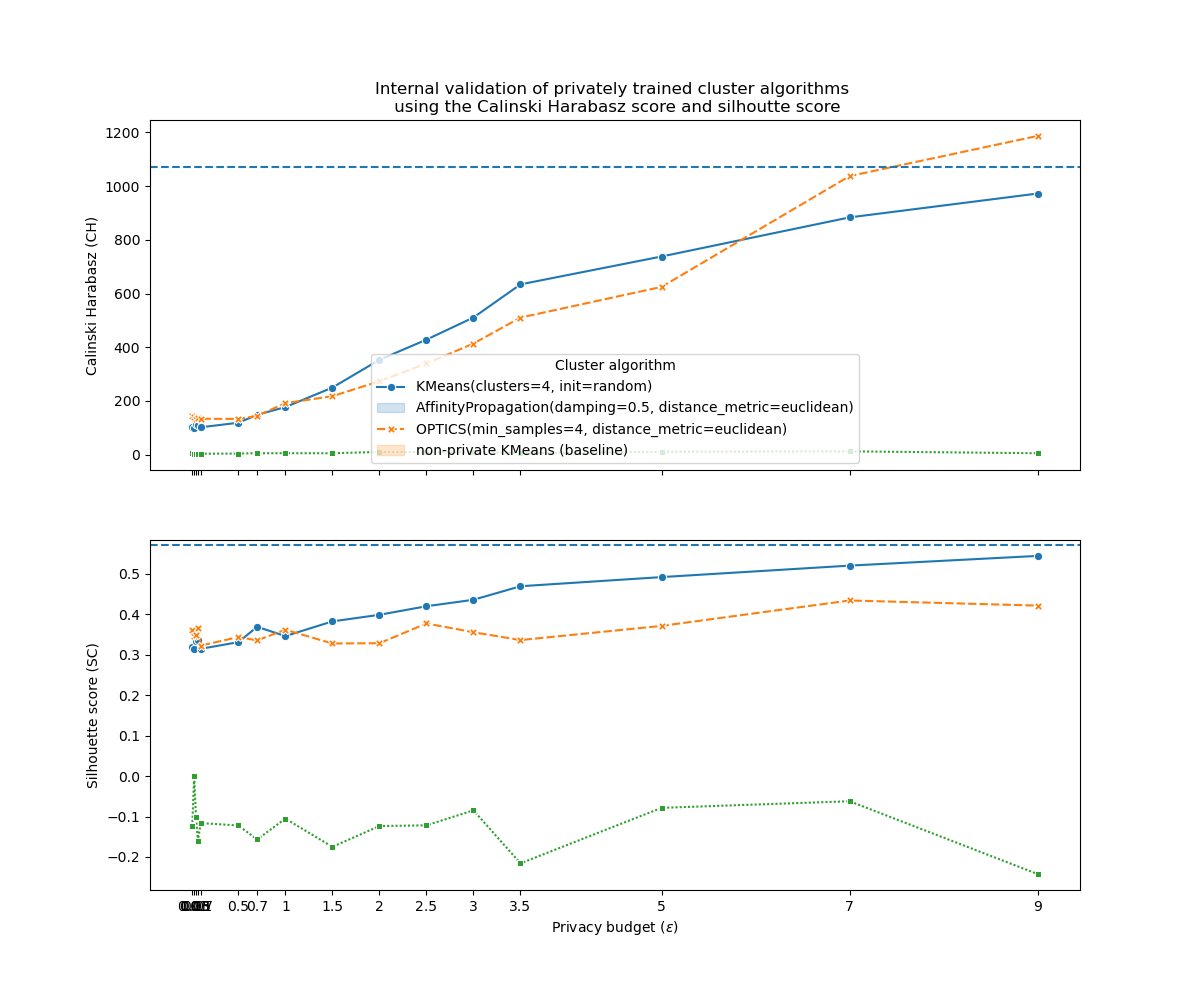 Internal validation of privately trained cluster algorithms
using the Calinski Harabasz score and silhoutte score
1200
1000
800
600
400
200
0
Calinski Harabasz (CH)
Cluster algorithm
KMeans(clusters=4, init=random)
AffinityPropagation(damping=0.5, distance_metric=euclidean)
OPTICS(min_samples=4, distance_metric=euclidean)
non-private KMeans (baseline)
0.5
0.4
0.3
0.2
0.1
0.0
−0.1
−0.2
Silhouette score (SC)
0.5 0.7 1 1.5 2 2.5 3 3.5 5 7 9
Privacy budget (ε)